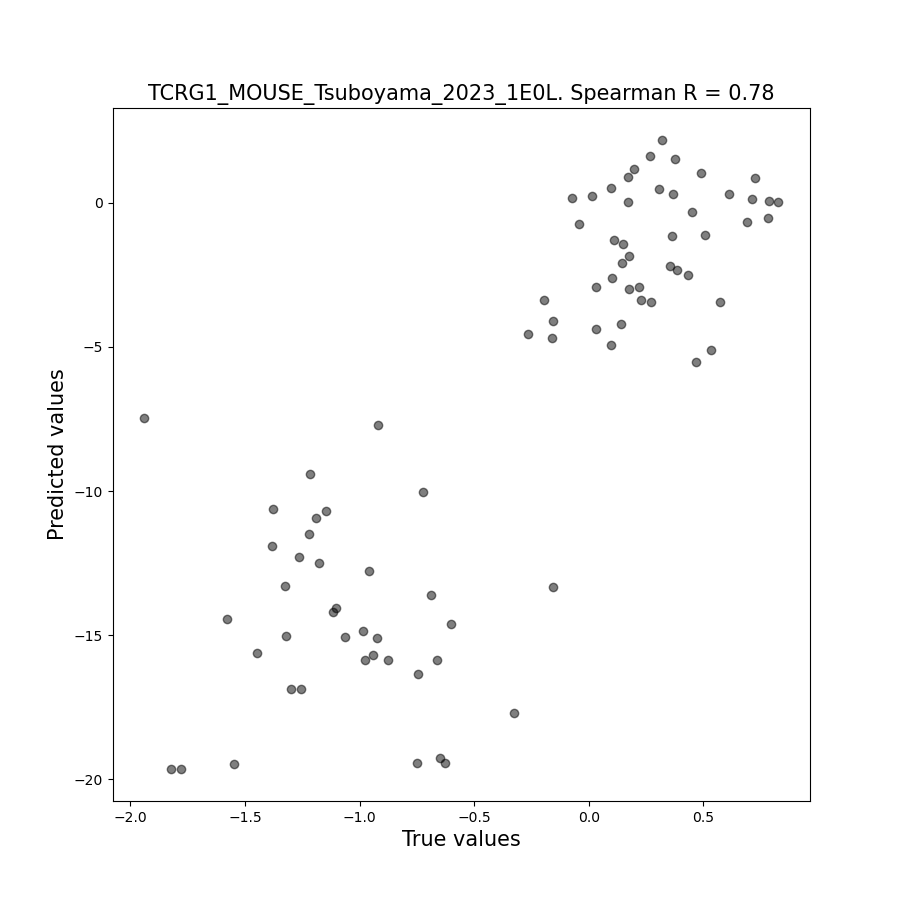 TCRG1_MOUSE_Tsuboyama_2023_1E0L. Spearman R = 0.78
0
−5
−10
−15
−20
Predicted values
−2.0 −1.5 −1.0 −0.5 0.0 0.5
True values